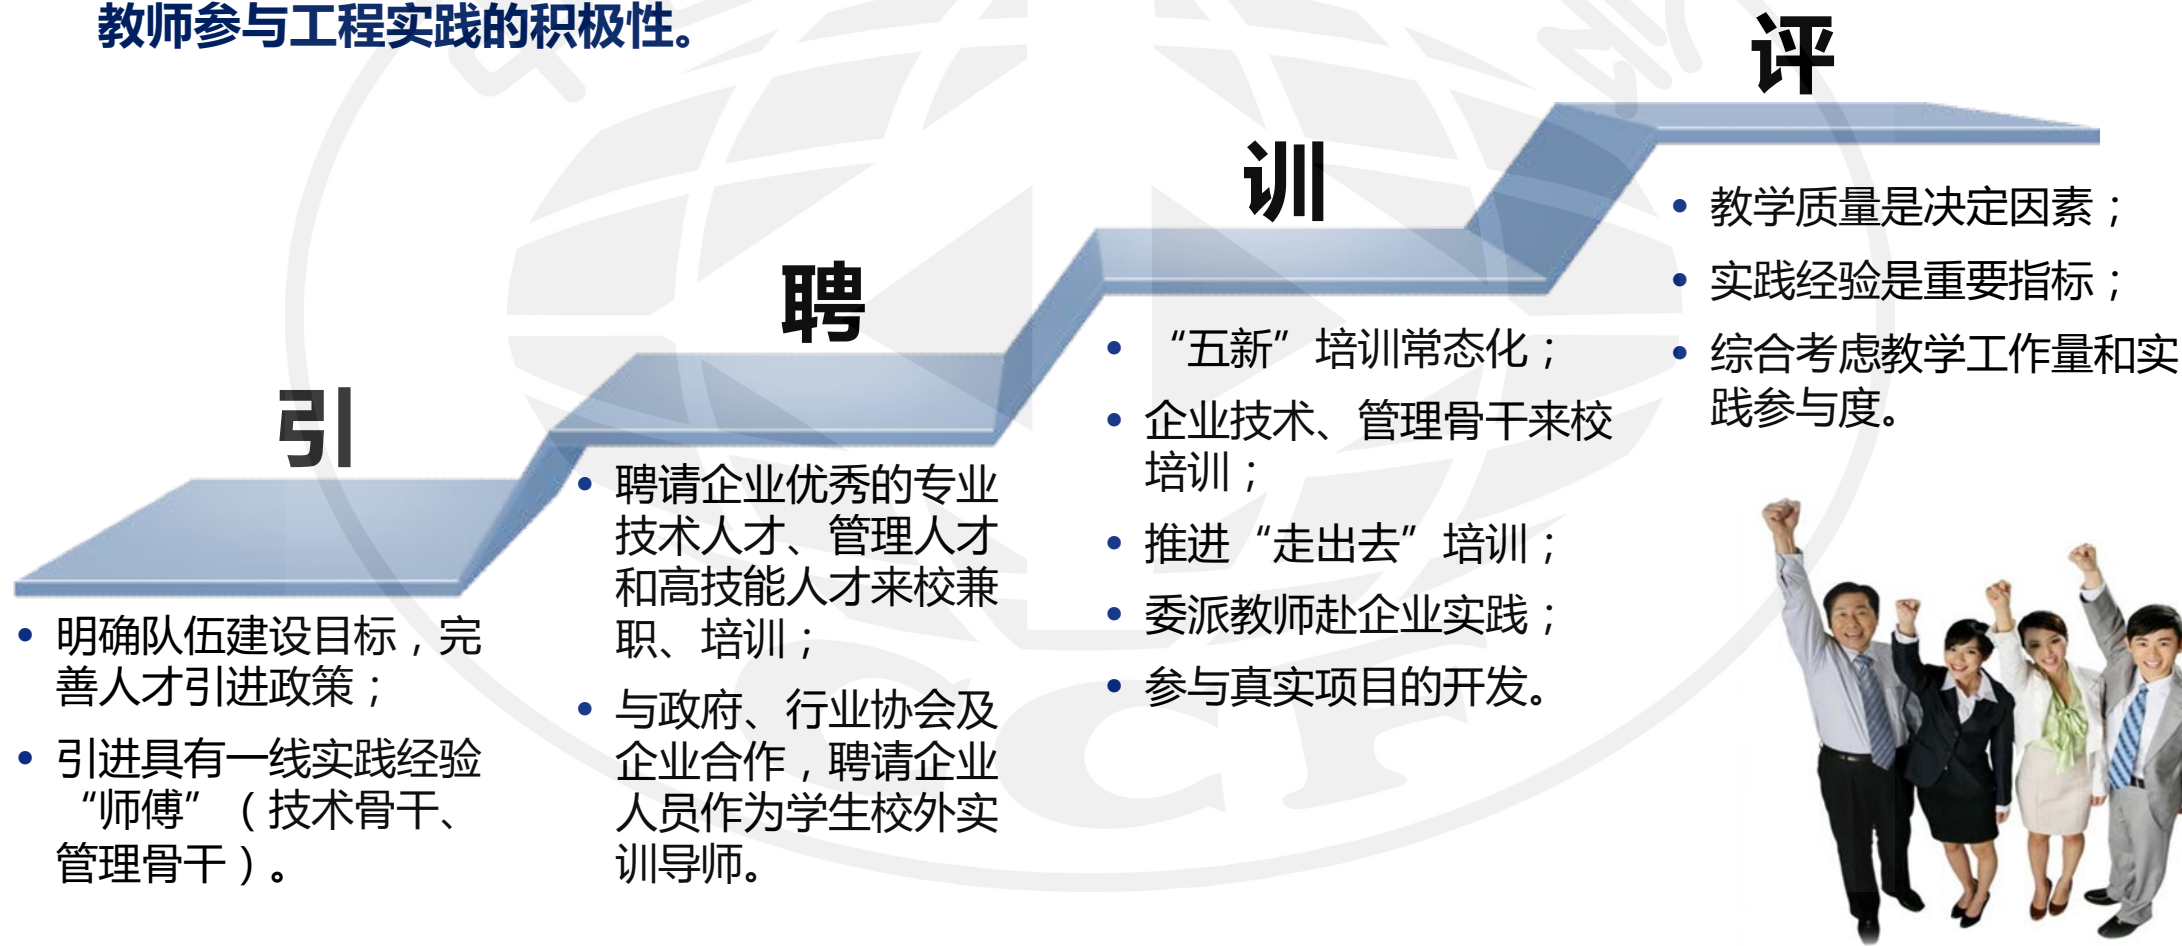 教师参与工程实践的积极性。
引
• 明确队伍建设目标，完
善人才引进政策；
• 引进具有一线实践经验
“师傅”（技术骨干、
管理骨干）。
聘
• 聘请企业优秀的专业
技术人才、管理人才
和高技能人才来校兼
职、培训；
• 与政府、行业协会及
企业合作，聘请企业
人员作为学生校外实
训导师。
训
• “五新”培训常态化；
• 企业技术、管理骨干来校
培训；
• 推进“走出去”培训；
• 委派教师赴企业实践；
• 参与真实项目的开发。
评
• 教学质量是决定因素；
• 实践经验是重要指标；
• 综合考虑教学工作量和实
践参与度。
CCF